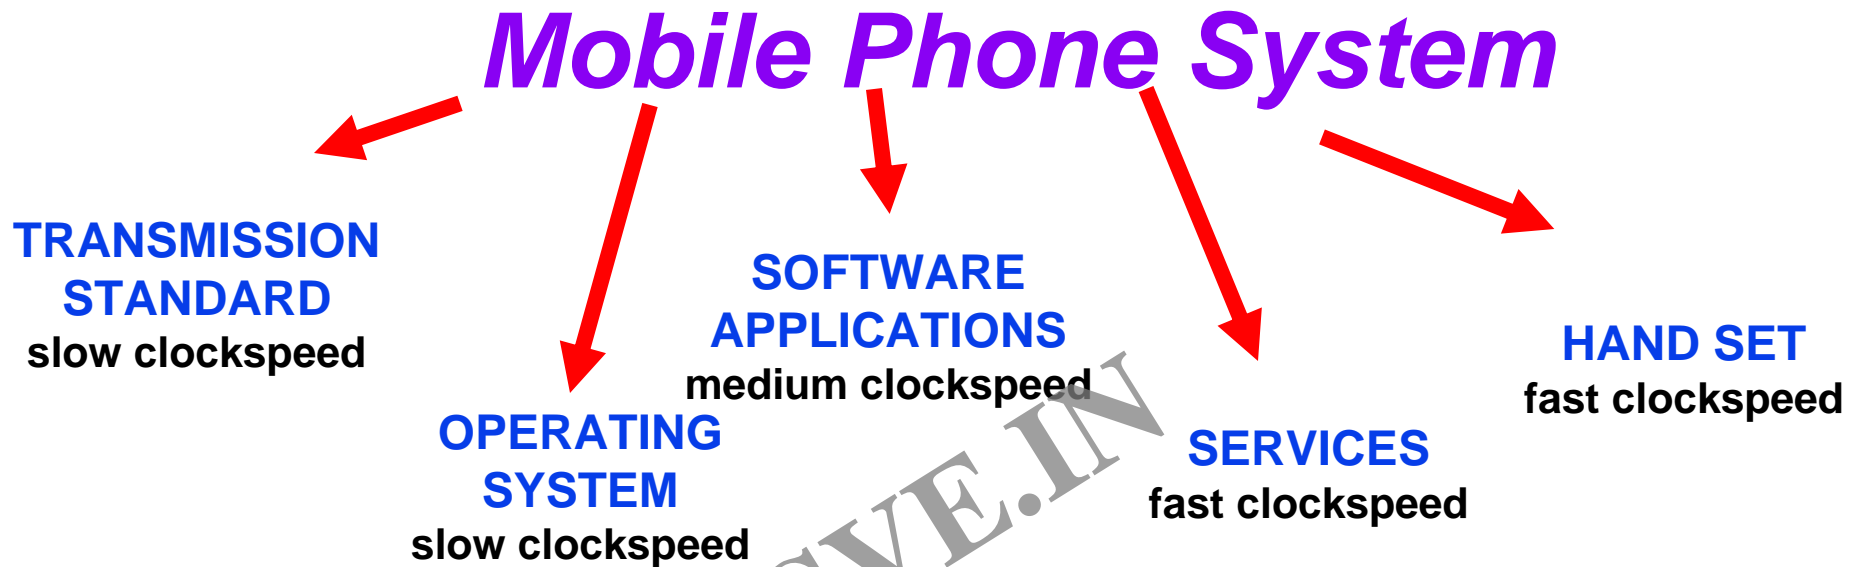 Mobile Phone System
TRANSMISSION
STANDARD
slow clockspeed
OPERATING
SYSTEM
slow clockspeed
SOFTWARE
APPLICATIONS
medium clockspeed
SERVICES
fast clockspeed
HAND SET
fast clockspeed